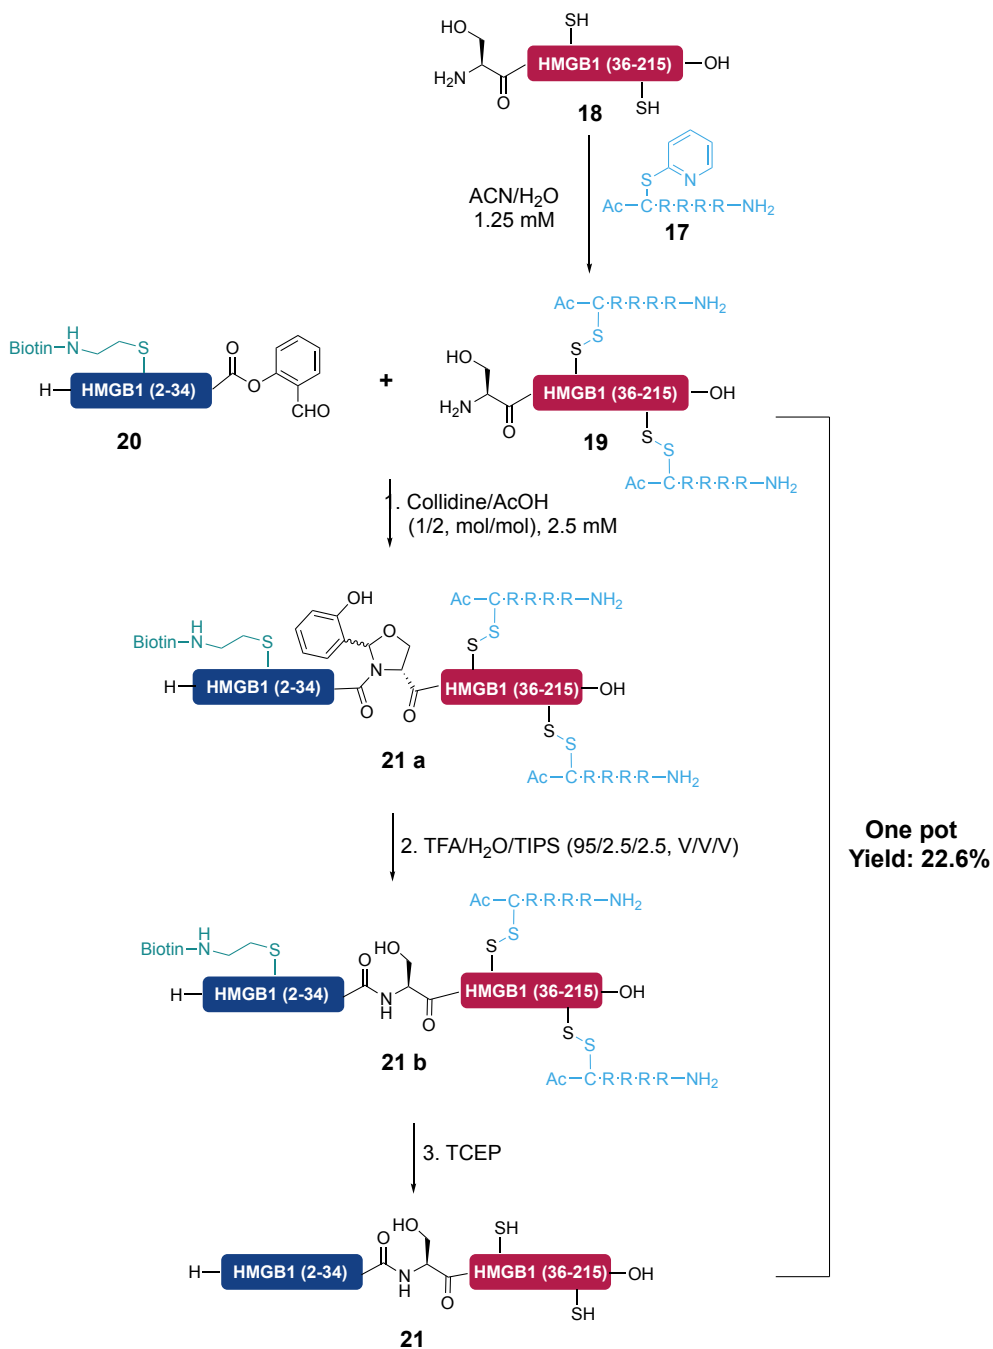 SH
HO
HMGB1 (36-215)
OH
H₂N
O
SH
18
S
N
ACN/H₂O
1.25 mM
Ac—C·R·R·R·R—NH₂
17
Ac—C·R·R·R·R—NH₂
S
S
H
Biotin—N
S
O
O
CHO
H—HMGB1 (2-34)
20
+
HO
HMGB1 (36-215)
OH
H₂N
O
19
S
S
Ac—C·R·R·R·R—NH₂
1. Collidine/AcOH
(1/2, mol/mol), 2.5 mM
OH
Ac—C·R·R·R·R—NH₂
S
S
H
Biotin—N
S
O
N
H—HMGB1 (2-34)
HMGB1 (36-215)—OH
O
O
S
S
21 a
Ac—C·R·R·R·R—NH₂
One pot
Yield: 22.6%
2. TFA/H₂O/TIPS (95/2.5/2.5, V/V/V)
Ac—C·R·R·R·R—NH₂
S
S
H
Biotin—N
S
HO
O
H—HMGB1 (2-34)
N
H
O
HMGB1 (36-215)—OH
S
S
21 b
Ac—C·R·R·R·R—NH₂
3. TCEP
HO
SH
O
H—HMGB1 (2-34)
N
H
O
HMGB1 (36-215)—OH
SH
21